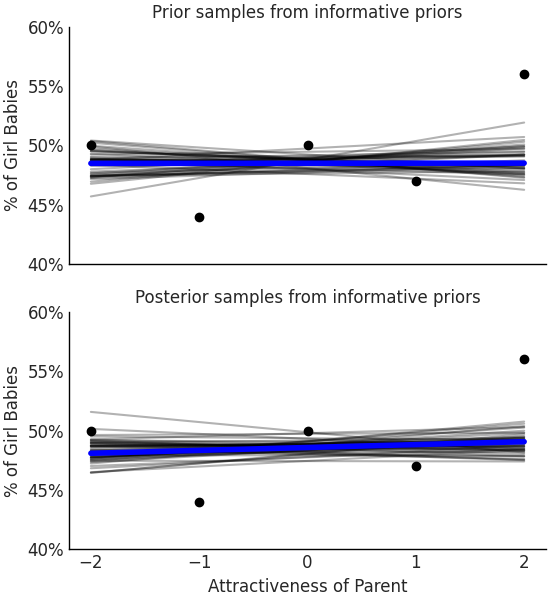 Prior samples from informative priors
60%
55%
50%
45%
40%
% of Girl Babies
Posterior samples from informative priors
60%
55%
50%
45%
40%
% of Girl Babies
−2 −1 0 1 2
Attractiveness of Parent